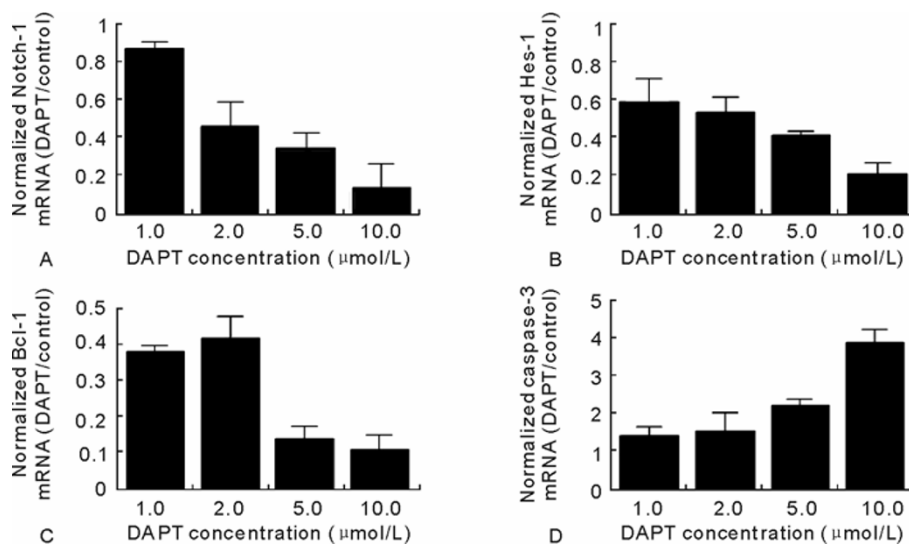 Normalized Notch-1
mRNA (DAPT/control)
1
0.8
0.6
0.4
0.2
0
1.0 2.0 5.0 10.0
A DAPT concentration (μmol/L)
Normalized Hes-1
mRNA (DAPT/control)
1
0.8
0.6
0.4
0.2
0
1.0 2.0 5.0 10.0
B DAPT concentration (μmol/L)
Normalized Bcl-1
mRNA (DAPT/control)
0.5
0.4
0.3
0.2
0.1
0
1.0 2.0 5.0 10.0
C DAPT concentration (μmol/L)
Normalized caspase-3
mRNA (DAPT/control)
5
4
3
2
1
0
1.0 2.0 5.0 10.0
D DAPT concentration (μmol/L)